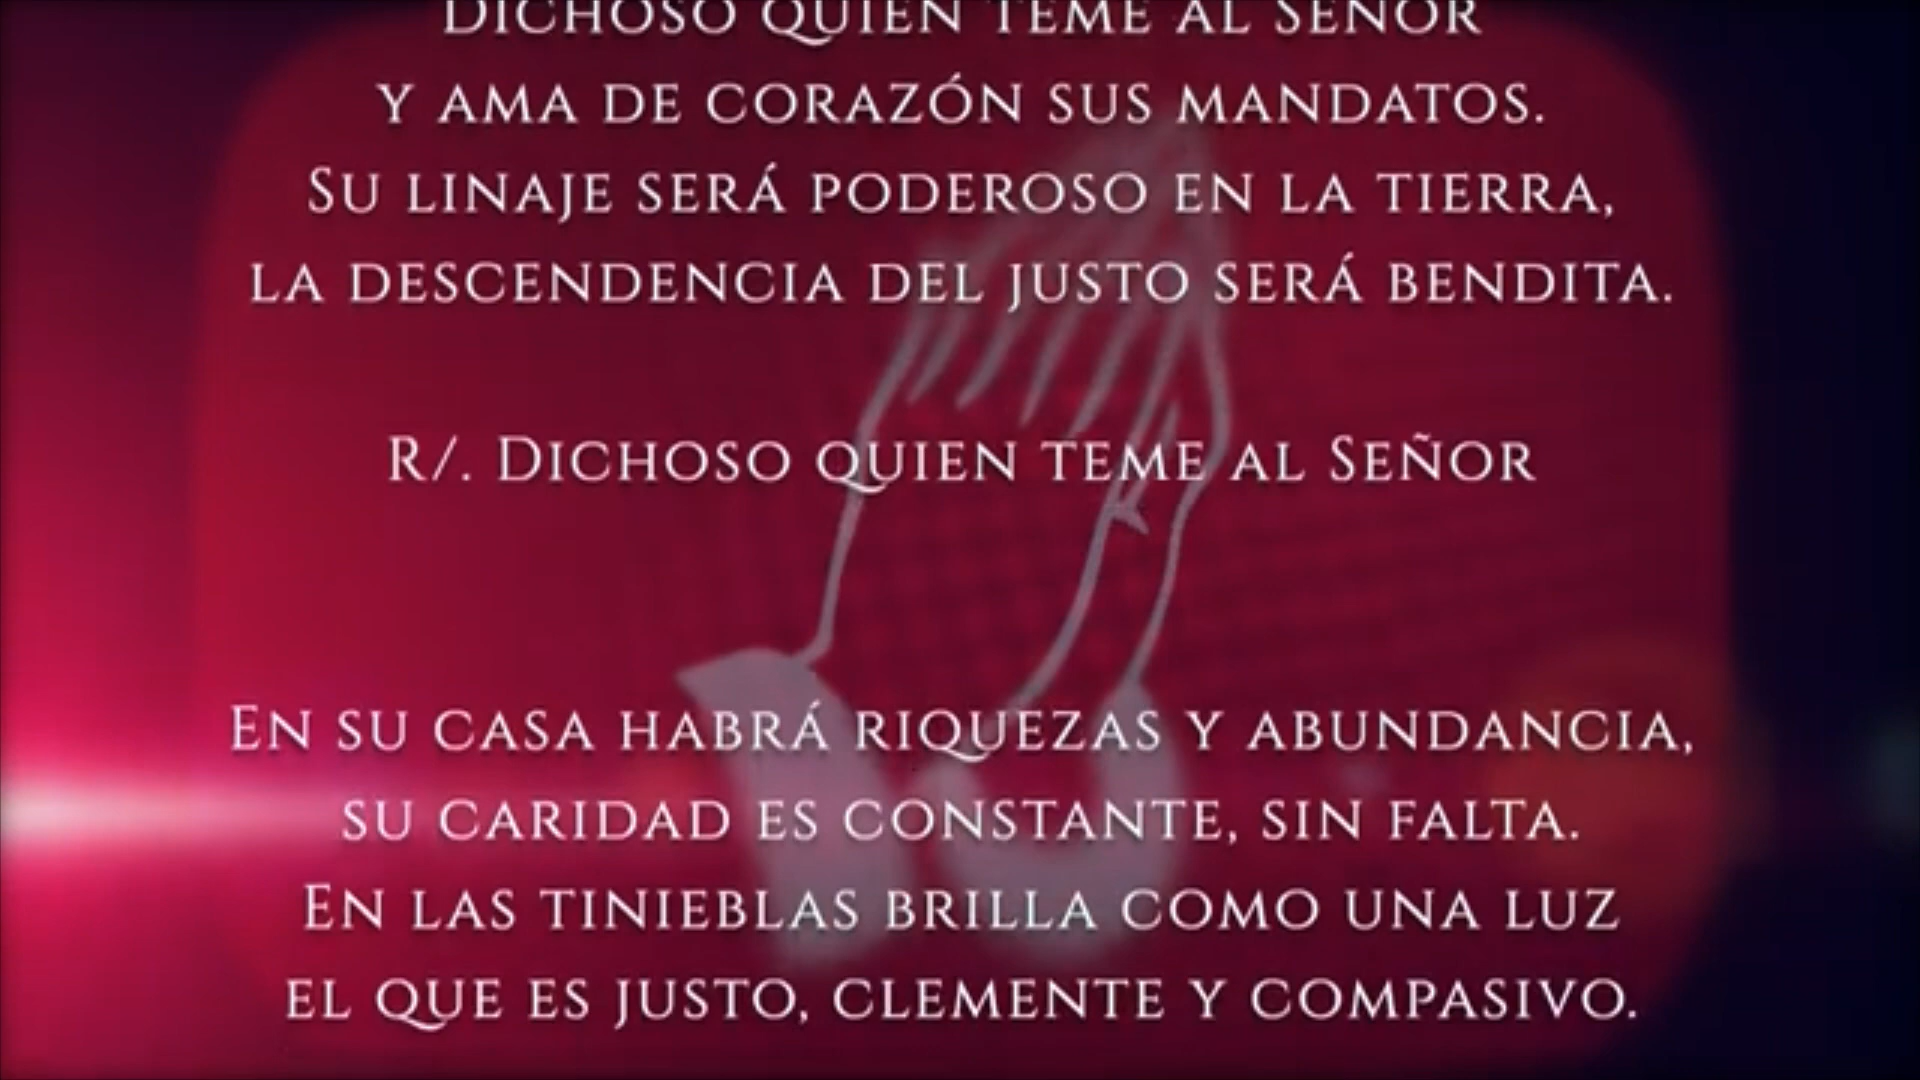 Dichoso quien teme al Señor
y ama de corazón sus mandatos.
Su linaje será poderoso en la tierra,
la descendencia del justo será bendita.
R/. Dichoso quien teme al Señor
En su casa habrá riquezas y abundancia,
su caridad es constante, sin falta.
En las tinieblas brilla como una luz
el que es justo, clemente y compasivo.